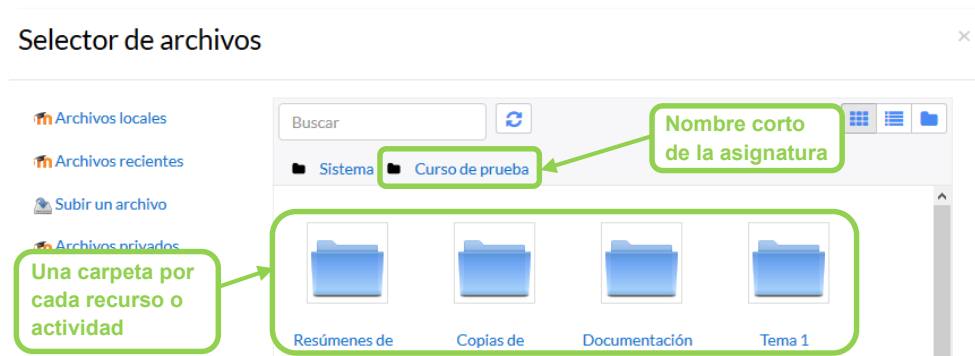 Selector de archivos
×
Archivos locales
Archivos recientes
Subir un archivo
Archivos privados
Una carpeta por
cada recurso o
actividad
Buscar
Nombre corto
de la asignatura
Sistema Curso de prueba
Resúmenes de Copias de Documentación Tema 1